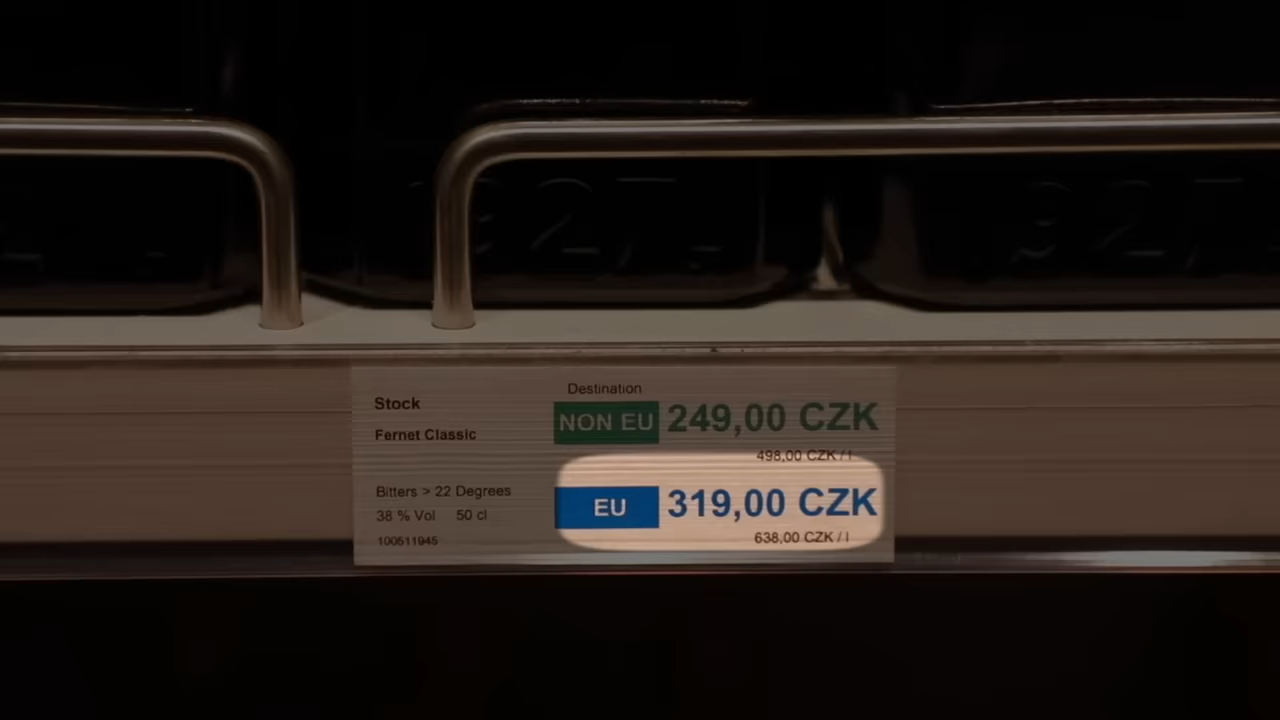 Stock
Fernet Classic
Bitters > 22 Degrees
38 % Vol 50 cl
100511945
Destination
NON EU 249,00 CZK
498,00 CZK / l
EU 319,00 CZK
638,00 CZK / l